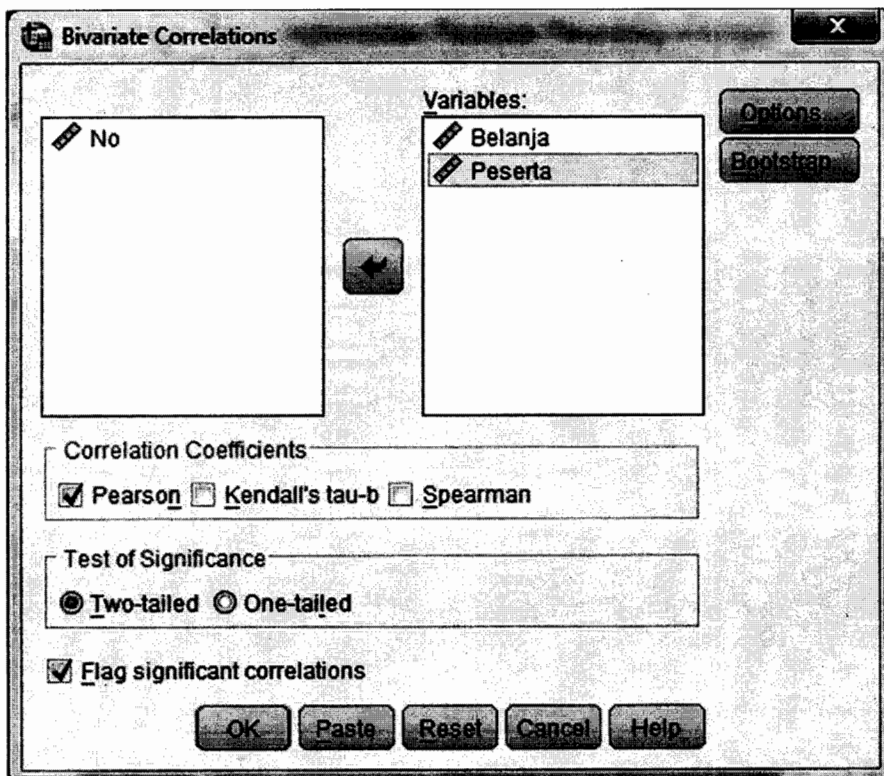 Bivariate Correlations
No
Variables:
Belanja
Peserta
Options...
Bootstrap...
Correlation Coefficients
Pearson Kendall's tau-b Spearman
Test of Significance
Two-tailed One-tailed
Flag significant correlations
OK Paste Reset Cancel Help